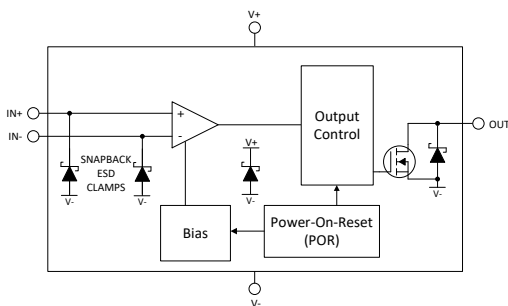 V+
IN+
IN-
+
-
SNAPBACK
ESD
CLAMPS
V-
V-
V+
V-
Output
Control
OUT
V-
Bias
Power-On-Reset
(POR)
V-